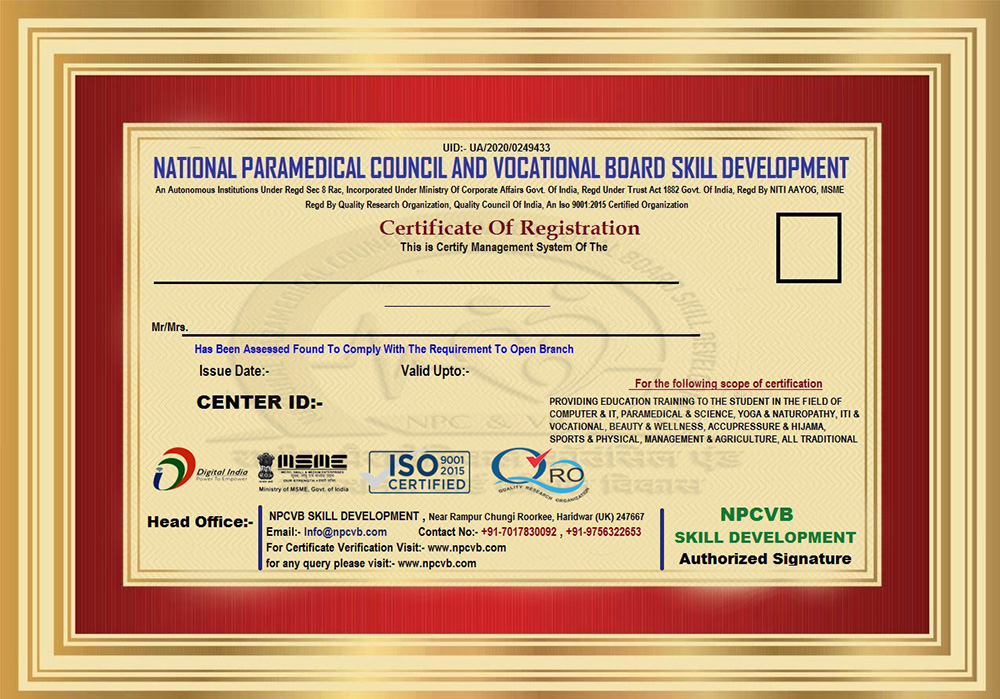 UID:- UA/2020/0249433
NATIONAL PARAMEDICAL COUNCIL AND VOCATIONAL BOARD SKILL DEVELOPMENT
An Autonomous Institutions Under Regd Sec 8 Rac, Incorporated Under Ministry Of Corporate Affairs Govt. Of India, Regd Under Trust Act 1882 Govt. Of India, Regd By NITI AAYOG, MSME
Regd By Quality Research Organization, Quality Council Of India, An Iso 9001:2015 Certified Organization
Certificate Of Registration
This is Certify Management System Of The
Mr/Mrs.
Has Been Assessed Found To Comply With The Requirement To Open Branch
Issue Date:- Valid Upto:-
CENTER ID:-
For the following scope of certification
PROVIDING EDUCATION TRAINING TO THE STUDENT IN THE FIELD OF
COMPUTER & IT, PARAMEDICAL & SCIENCE, YOGA & NATUROPATHY, ITI &
VOCATIONAL, BEAUTY & WELLNESS, ACCUPRESSURE & HIJAMA,
SPORTS & PHYSICAL, MANAGEMENT & AGRICULTURE, ALL TRADITIONAL
NPC & V
Digital India
Power To Empower
MSME
MICRO, SMALL & MEDIUM ENTERPRISES
Ministry of MSME, Govt. of India
ISO 9001
2015
CERTIFIED
QRO
QUALITY RESEARCH ORGANIZATION
Head Office:-
NPCVB SKILL DEVELOPMENT , Near Rampur Chungi Roorkee, Haridwar (UK) 247667
Email:- Info@npcvb.com Contact No:- +91-7017830092 , +91-9756322653
For Certificate Verification Visit:- www.npcvb.com
for any query please visit:- www.npcvb.com
NPCVB
SKILL DEVELOPMENT
Authorized Signature